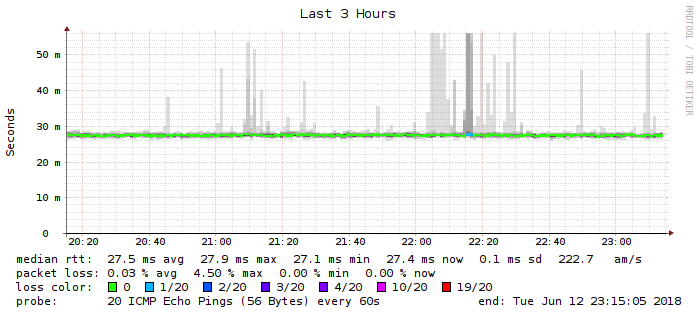 Last 3 Hours
RRDTOOL / TOBI OETIKER
Seconds
50 m
40 m
30 m
20 m
10 m
0
20:20 20:40 21:00 21:20 21:40 22:00 22:20 22:40 23:00
median rtt: 27.5 ms avg 27.9 ms max 27.1 ms min 27.4 ms now 0.1 ms sd 222.7 am/s
packet loss: 0.03 % avg 4.50 % max 0.00 % min 0.00 % now
loss color: 0 1/20 2/20 3/20 4/20 10/20 19/20
probe: 20 ICMP Echo Pings (56 Bytes) every 60s end: Tue Jun 12 23:15:05 2018